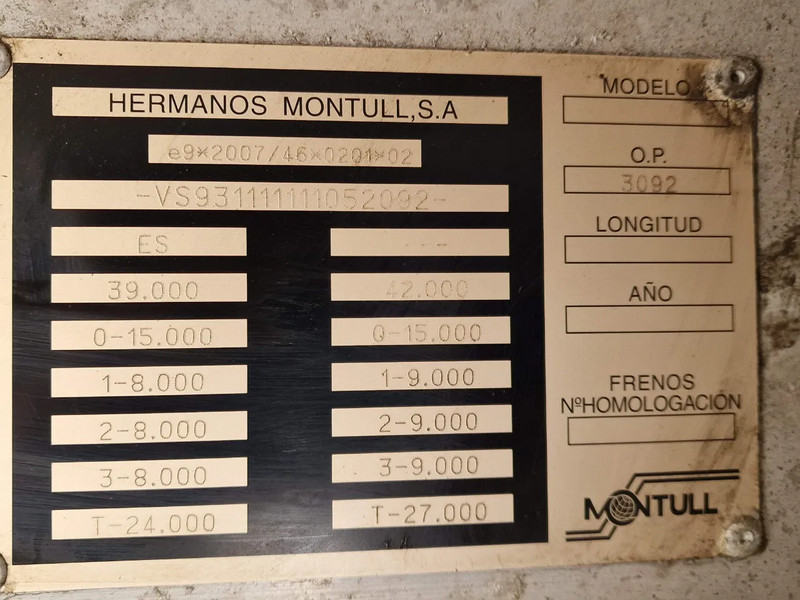 HERMANOS MONTULL,S.A
e9*2007/46*0201*02
-VS931111111052092-
ES
---
39.000
42.000
0-15.000
0-15.000
1-8.000
1-9.000
2-8.000
2-9.000
3-8.000
3-9.000
T-24.000
T-27.000
MODELO
O.P.
3092
LONGITUD
AÑO
FRENOS
NºHOMOLOGACIÓN
MONTULL